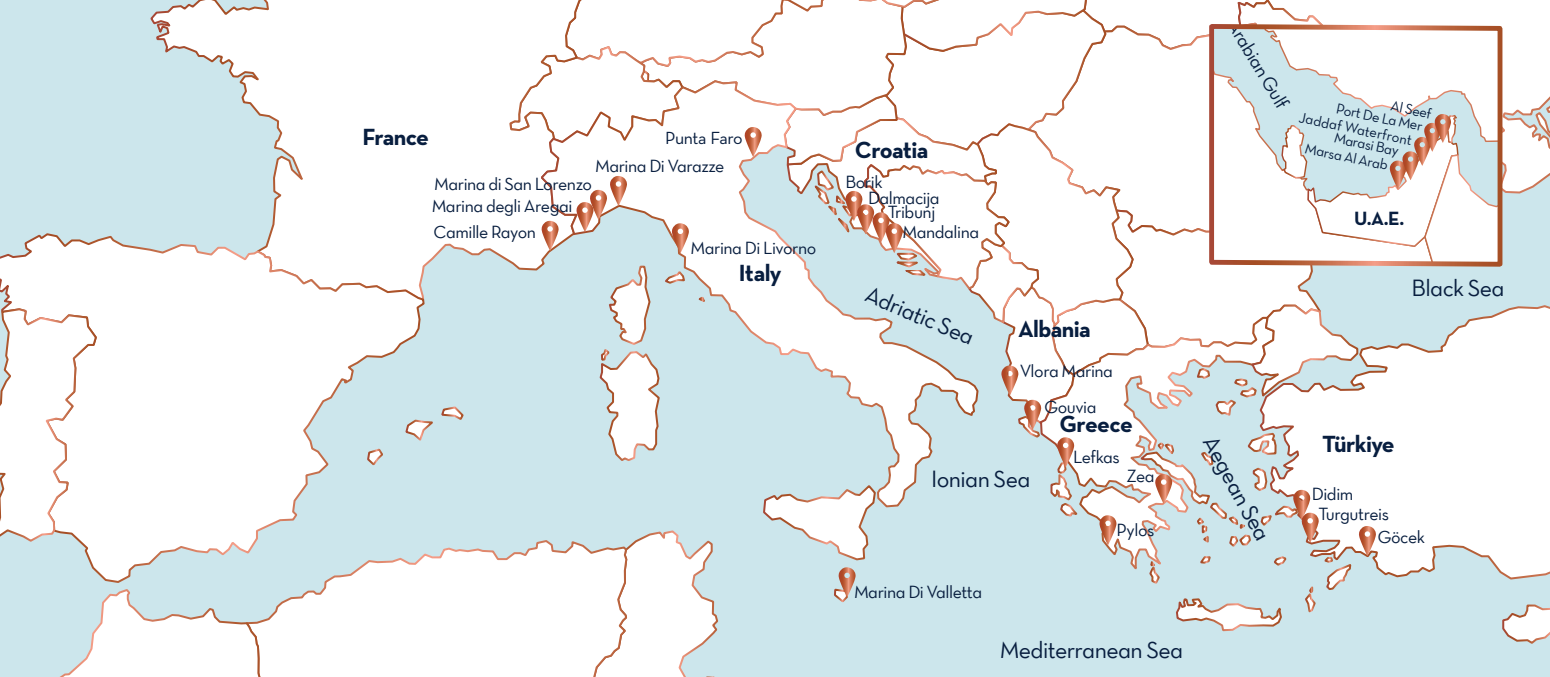 France
Punta Faro
Marina Di Varazze
Marina di San Lorenzo
Marina degli Aregai
Camille Rayon
Marina Di Livorno
Italy
Croatia
Borik
Dalmacija
Tribunj
Mandalina
Adriatic Sea
Albania
Vlora Marina
Gouvia
Greece
Lefkas
Zea
Pylos
Ionian Sea
Aegean Sea
Türkiye
Didim
Turgutreis
Göcek
Marina Di Valletta
Mediterranean Sea
Black Sea
Arabian Gulf
Al Seef
Port De La Mer
Jaddaf Waterfront
Marasi Bay
Marsa Al Arab
U.A.E.